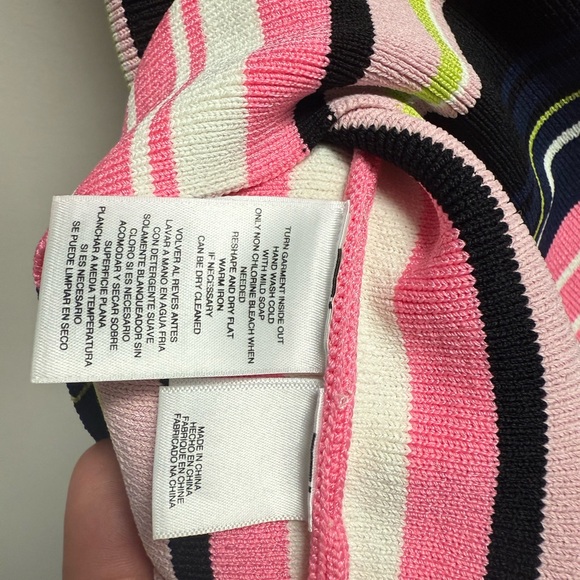 TURN GARMENT INSIDE OUT
HAND WASH COLD
WITH MILD SOAP
ONLY NON CHLORINE BLEACH WHEN
NEEDED
RESHAPE AND DRY FLAT
WARM IRON
IF NECESSARY
CAN BE DRY CLEANED
VOLVER AL REVES ANTES
LAVAR A MANO EN AGUA FRIA
CON DETERGENTE SUAVE
SOLAMENTE BLANQUEADOR SIN
CLORO SI ES NECESARIO
ACOMODAR Y SECAR SOBRE
SUPERFICIE PLANA
PLANCHAR A MEDIA TEMPERATURA
SI ES NECESARIO
SE PUEDE LIMPIAR EN SECO
MADE IN CHINA
HECHO EN CHINA
FABRIQUE EN CHINE
FABRICADO NA CHINA